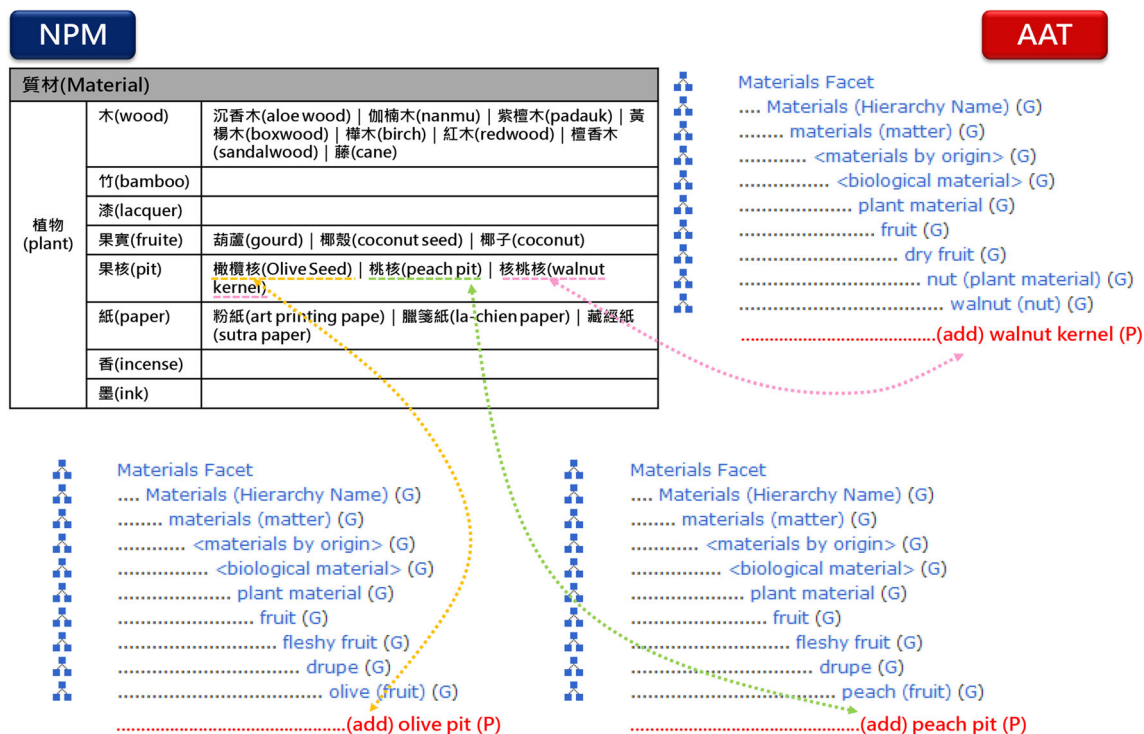 NPM
AAT
質材(Material)
植物
(plant)
木(wood)
沉香木(aloe wood) | 伽楠木(nanmu) | 紫檀木(padauk) | 黃
楊木(boxwood) | 樺木(birch) | 紅木(redwood) | 檀香木
(sandalwood) | 藤(cane)
竹(bamboo)
漆(lacquer)
果實(fruite)
葫蘆(gourd) | 椰殼(coconut seed) | 椰子(coconut)
果核(pit)
橄欖核(Olive Seed) | 桃核(peach pit) | 核桃核(walnut
kernel)
紙(paper)
粉紙(art printing pape) | 臘箋紙(la-chien paper) | 藏經紙
(sutra paper)
香(incense)
墨(ink)
Materials Facet
.... Materials (Hierarchy Name) (G)
........ materials (matter) (G)
............ <materials by origin> (G)
................ <biological material> (G)
.................... plant material (G)
........................ fruit (G)
............................ dry fruit (G)
................................ nut (plant material) (G)
.................................... walnut (nut) (G)
........................................(add) walnut kernel (P)
Materials Facet
.... Materials (Hierarchy Name) (G)
........ materials (matter) (G)
............ <materials by origin> (G)
................ <biological material> (G)
.................... plant material (G)
........................ fruit (G)
............................ fleshy fruit (G)
................................ drupe (G)
.................................... olive (fruit) (G)
........................................(add) olive pit (P)
Materials Facet
.... Materials (Hierarchy Name) (G)
........ materials (matter) (G)
............ <materials by origin> (G)
................ <biological material> (G)
.................... plant material (G)
........................ fruit (G)
............................ fleshy fruit (G)
................................ drupe (G)
.................................... peach (fruit) (G)
........................................(add) peach pit (P)